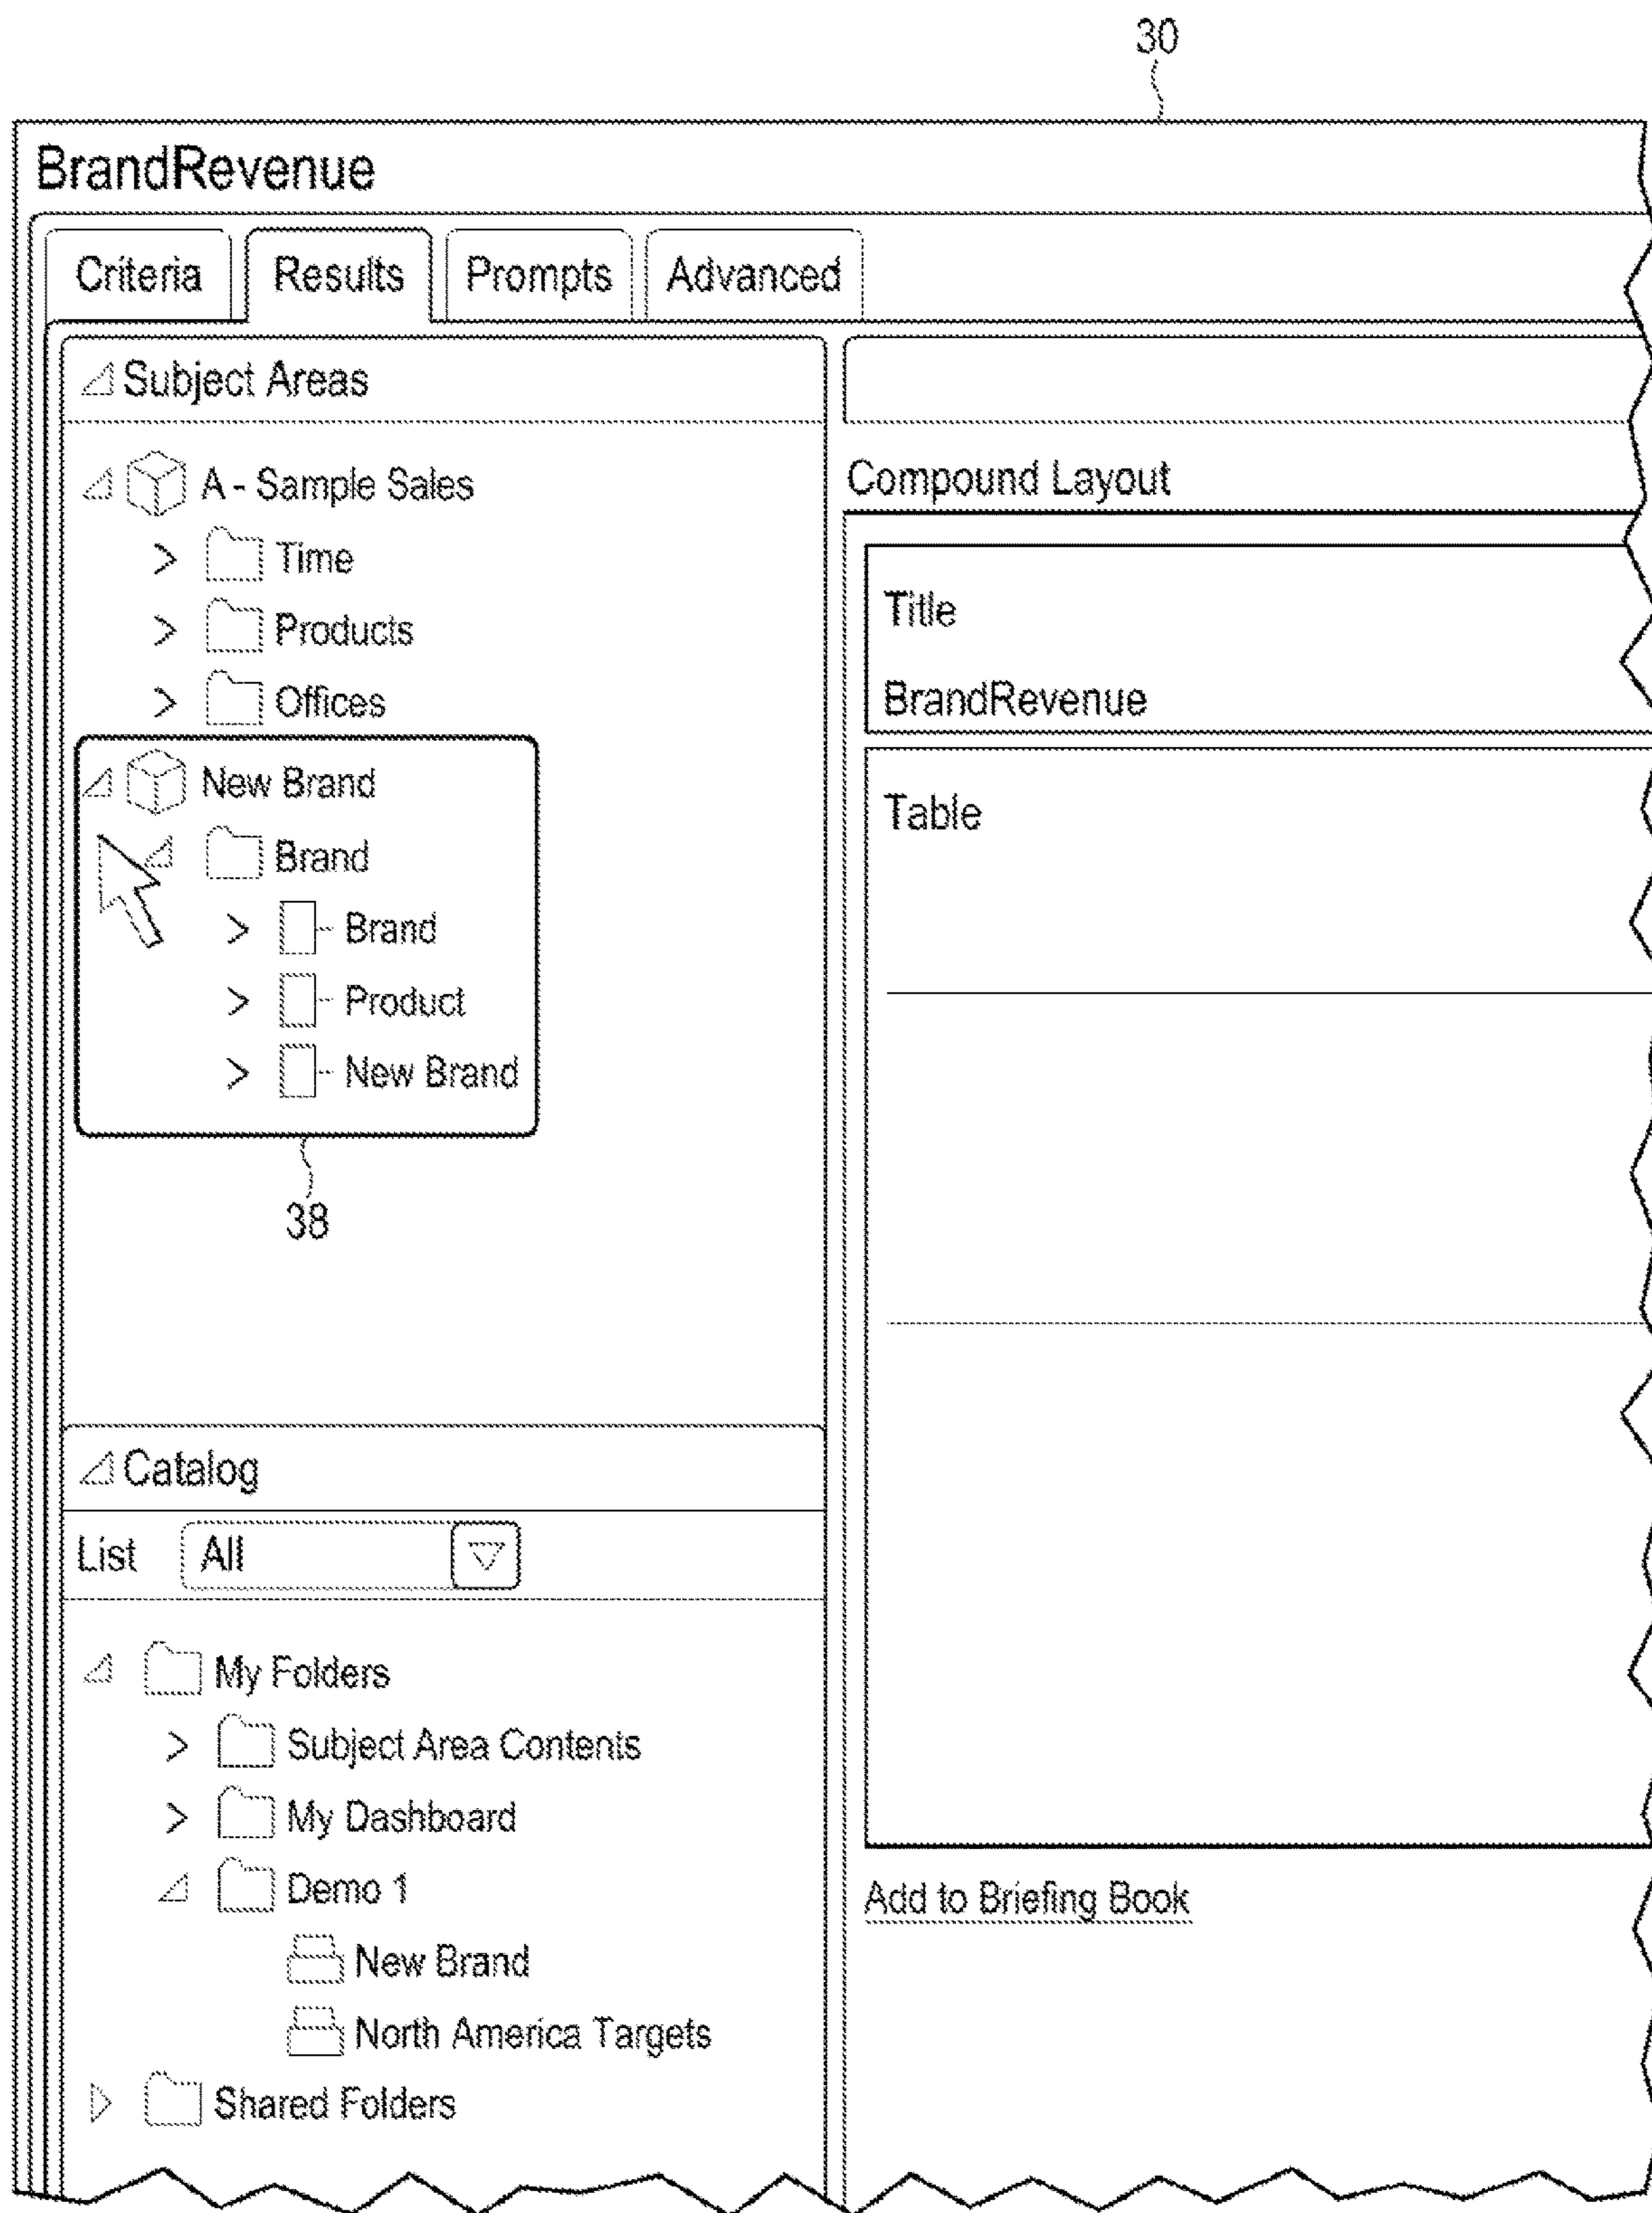 30
BrandRevenue
Criteria
Results
Prompts
Advanced
Subject Areas
A - Sample Sales
Time
Products
Offices
New Brand
Brand
Brand
Product
New Brand
38
Catalog
List All
My Folders
Subject Area Contents
My Dashboard
Demo 1
New Brand
North America Targets
Shared Folders
Compound Layout
Title
BrandRevenue
Table
Add to Briefing Book